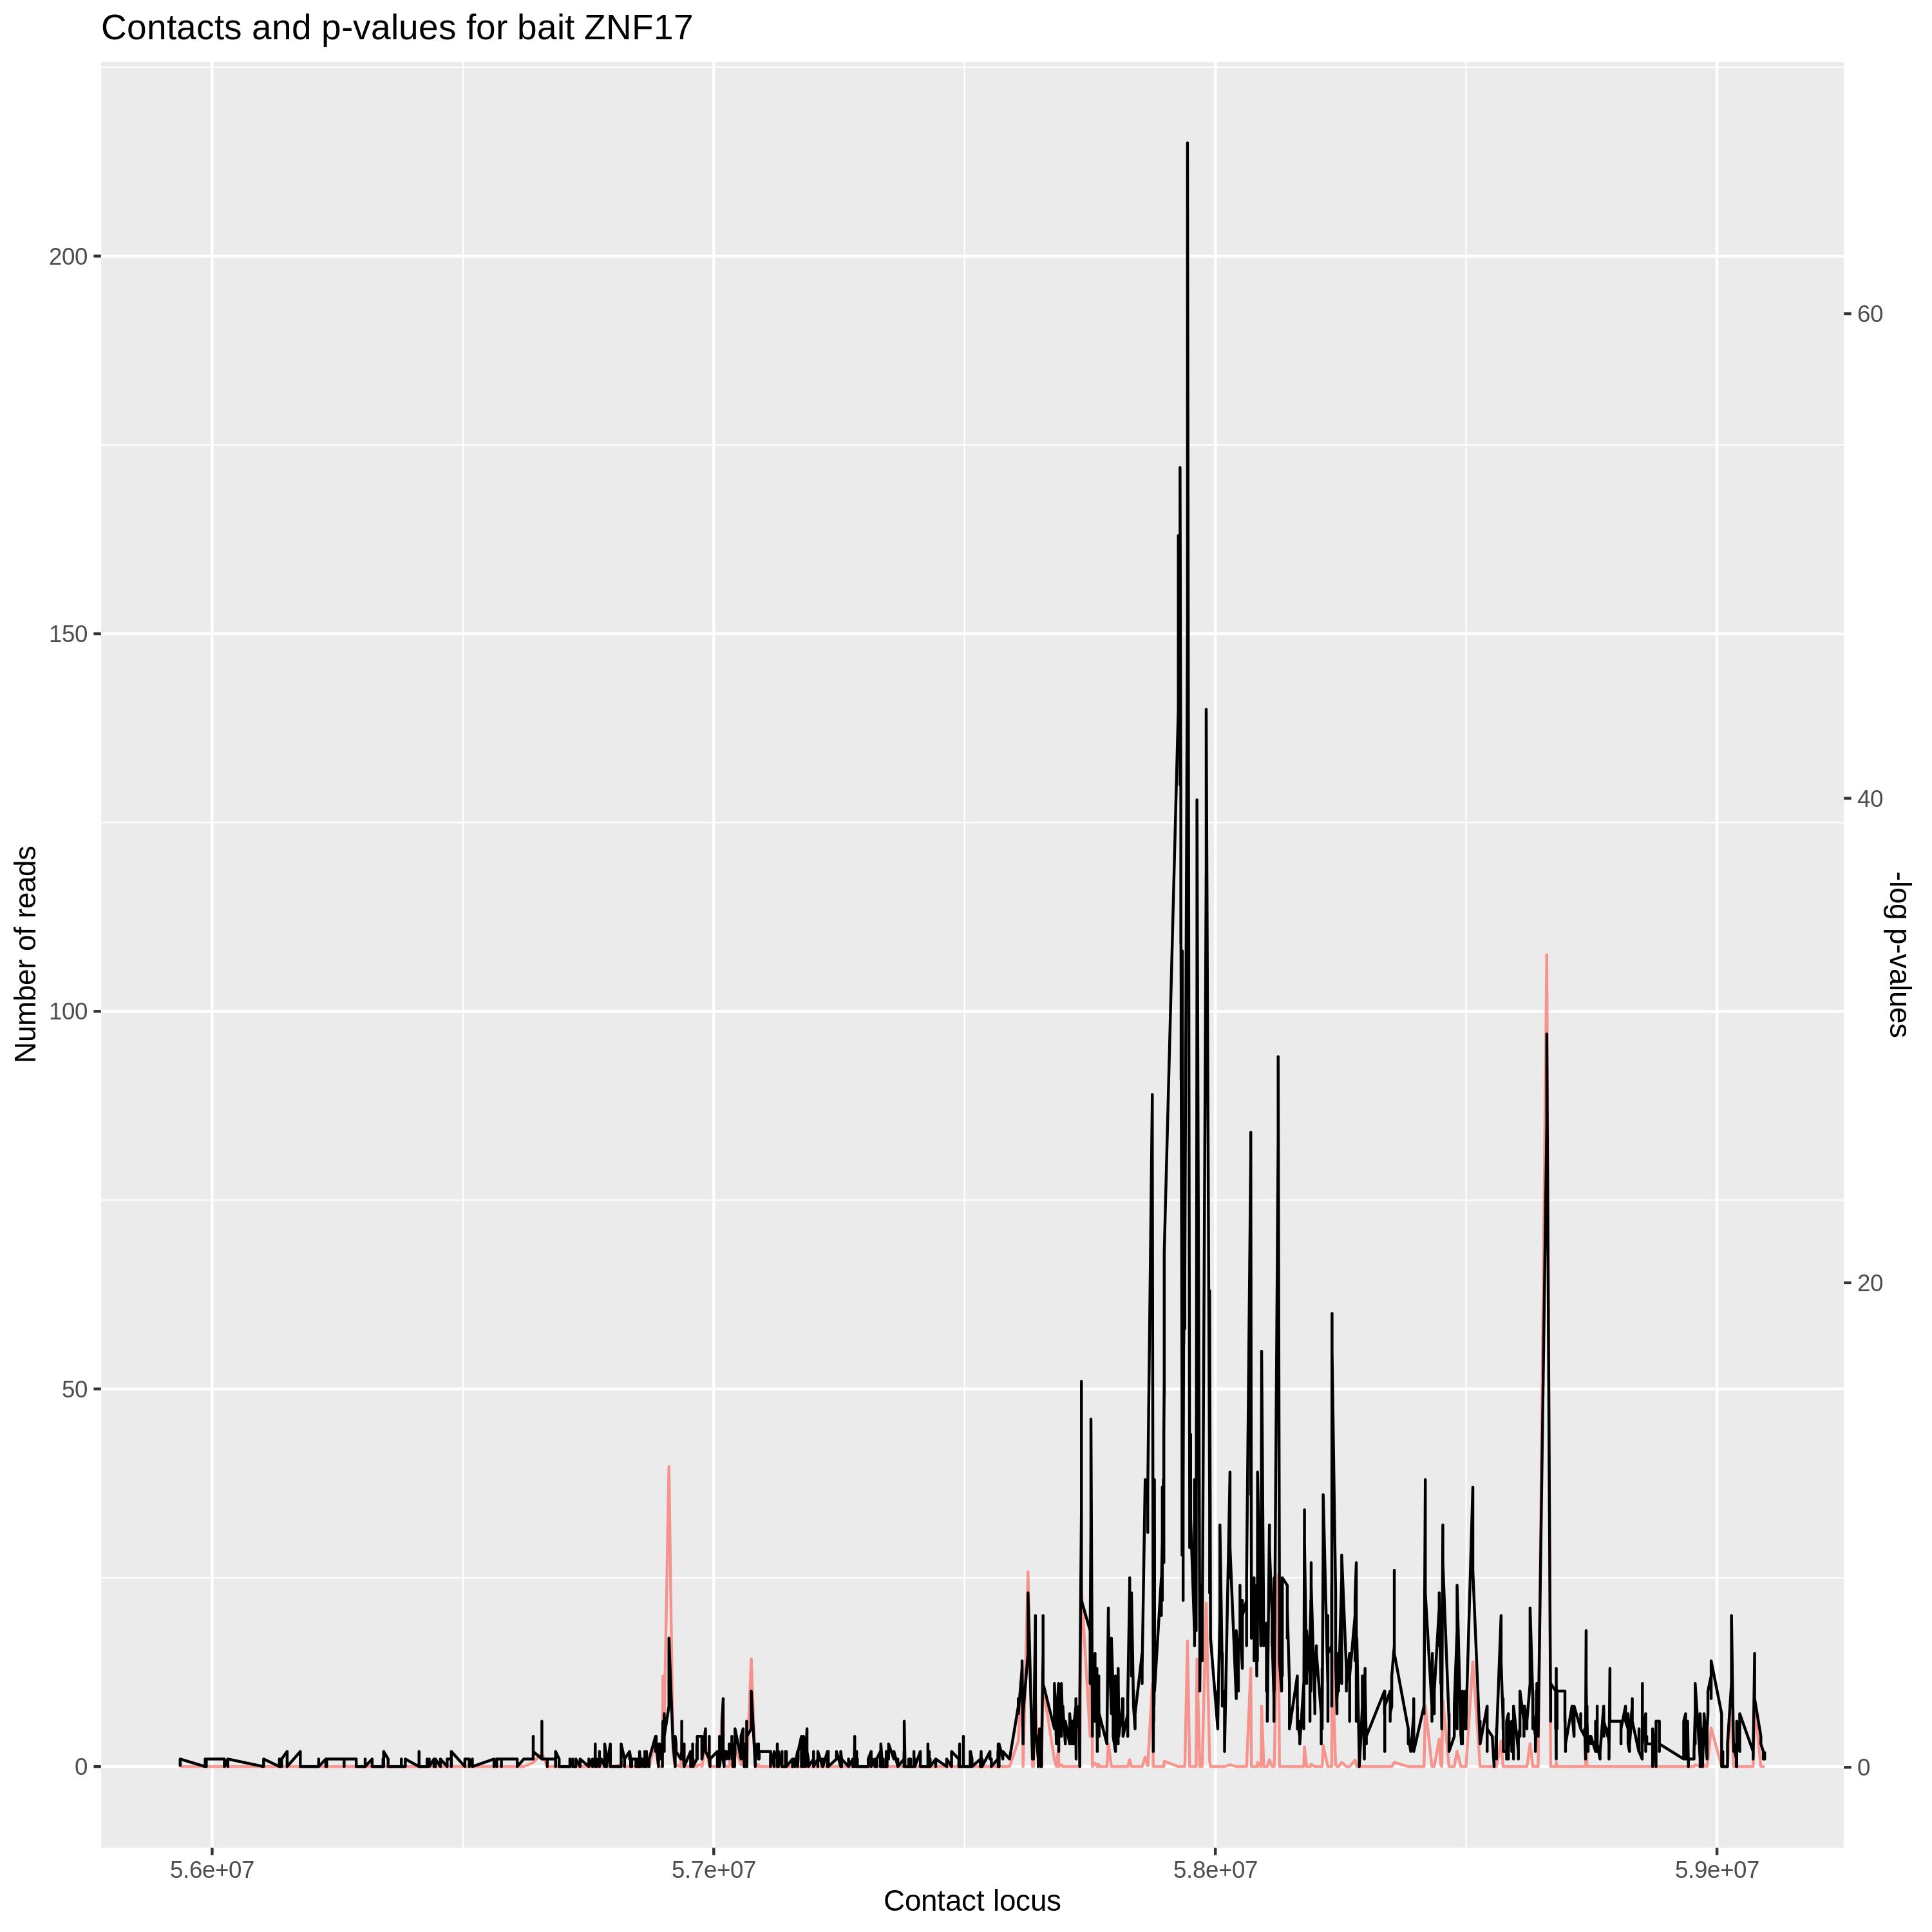 Contacts and p-values for bait ZNF17
200
150
100
50
0
Number of reads
60
40
20
0
-log p-values
5.6e+07
5.7e+07
5.8e+07
5.9e+07
Contact locus